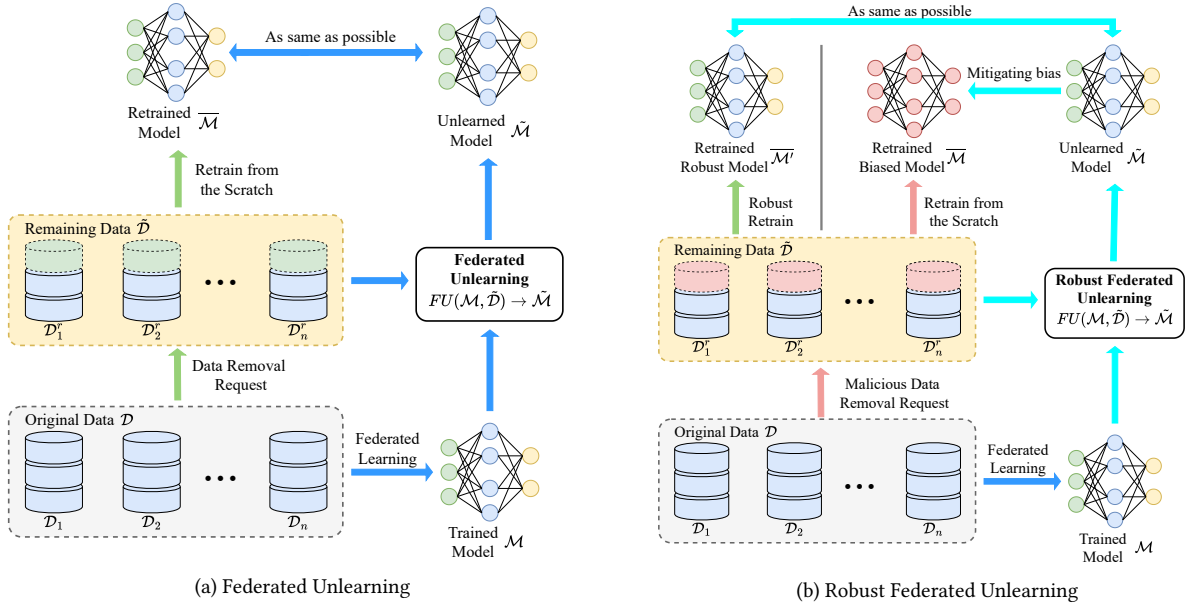 As same as possible
Retrained
Model $\overline{\mathcal{M}}$
Unlearned
Model $\tilde{\mathcal{M}}$
Retrain from
the Scratch
Remaining Data $\tilde{\mathcal{D}}$
$\mathcal{D}_1^r$ $\mathcal{D}_2^r$ ••• $\mathcal{D}_n^r$
Federated
Unlearning
$FU(\mathcal{M}, \tilde{\mathcal{D}}) \to \tilde{\mathcal{M}}$
Data Removal
Request
Original Data $\mathcal{D}$
$\mathcal{D}_1$ $\mathcal{D}_2$ ••• $\mathcal{D}_n$
Federated
Learning
Trained
Model $\mathcal{M}$
(a) Federated Unlearning
As same as possible
Mitigating bias
Retrained
Robust Model $\overline{\mathcal{M}'}$
Retrained
Biased Model $\overline{\mathcal{M}}$
Unlearned
Model $\tilde{\mathcal{M}}$
Robust
Retrain
Retrain from
the Scratch
Remaining Data $\tilde{\mathcal{D}}$
$\mathcal{D}_1^r$ $\mathcal{D}_2^r$ ••• $\mathcal{D}_n^r$
Robust Federated
Unlearning
$FU(\mathcal{M}, \tilde{\mathcal{D}}) \to \tilde{\mathcal{M}}$
Malicious Data
Removal Request
Original Data $\mathcal{D}$
$\mathcal{D}_1$ $\mathcal{D}_2$ ••• $\mathcal{D}_n$
Federated
Learning
Trained
Model $\mathcal{M}$
(b) Robust Federated Unlearning